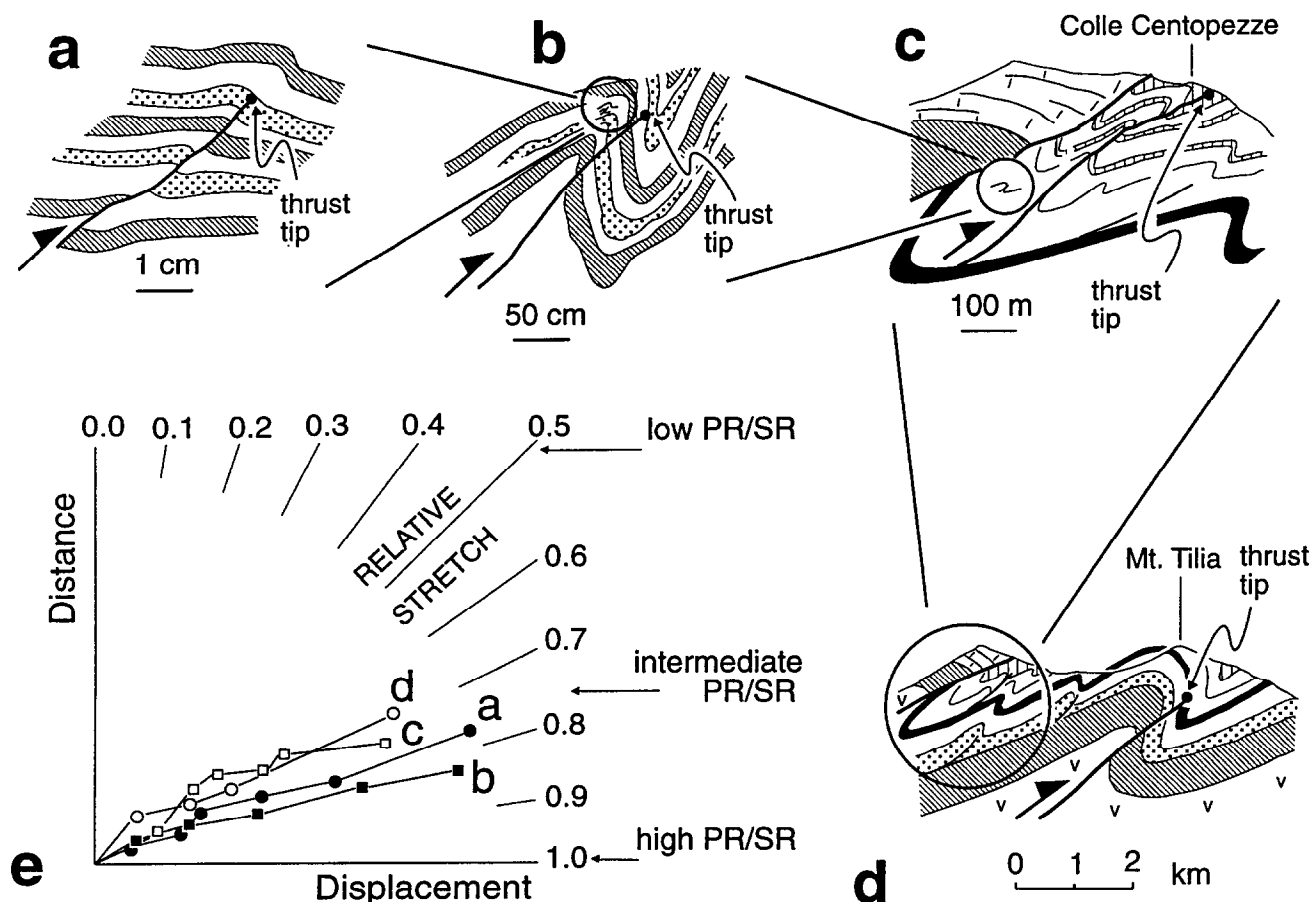 a
thrust
tip
1 cm
b
thrust
tip
50 cm
c
Colle Centopezze
thrust
tip
100 m
0.0 0.1 0.2 0.3 0.4 0.5 low PR/SR
Distance
RELATIVE
STRETCH
0.6
0.7
intermediate
PR/SR
0.8
0.9
1.0
high PR/SR
d
c
a
b
e
Displacement
Mt. Tilia
thrust
tip
v
v
v
v
v
v
v
d
0 1 2 km